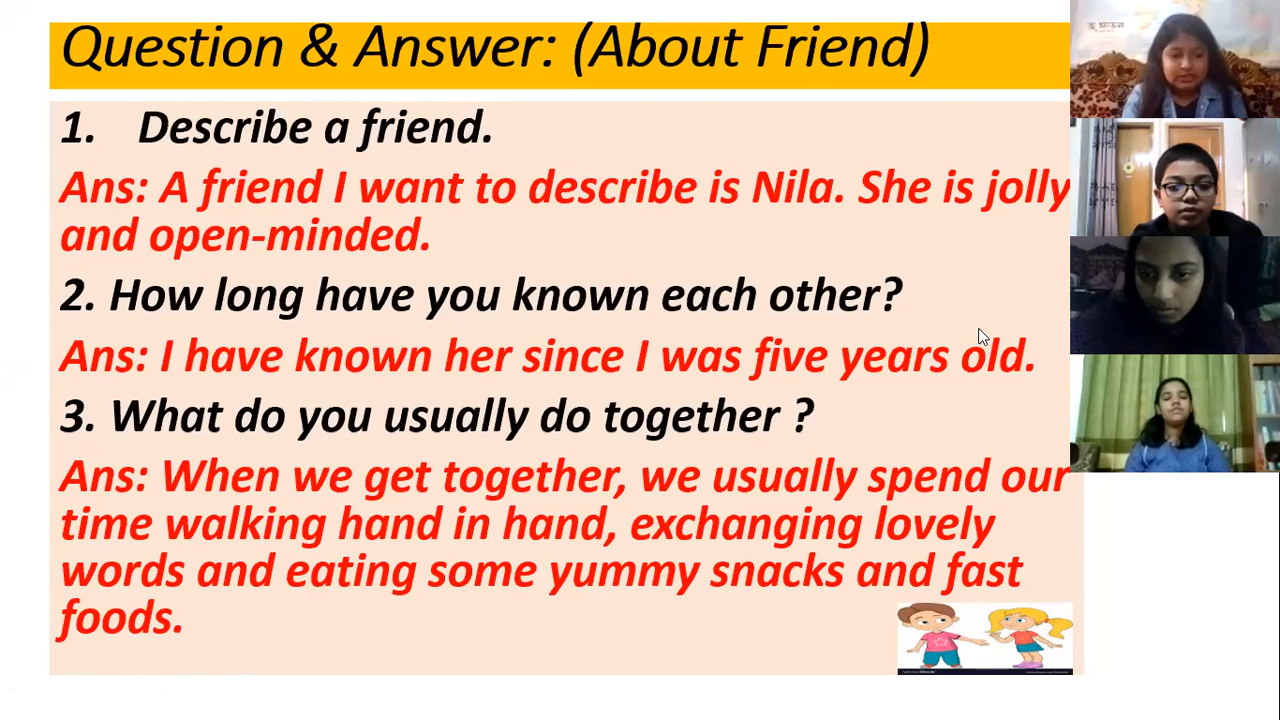 Question & Answer: (About Friend)
1. Describe a friend.
Ans: A friend I want to describe is Nila. She is jolly
and open-minded.
2. How long have you known each other?
Ans: I have known her since I was five years old.
3. What do you usually do together ?
Ans: When we get together, we usually spend our
time walking hand in hand, exchanging lovely
words and eating some yummy snacks and fast
foods.